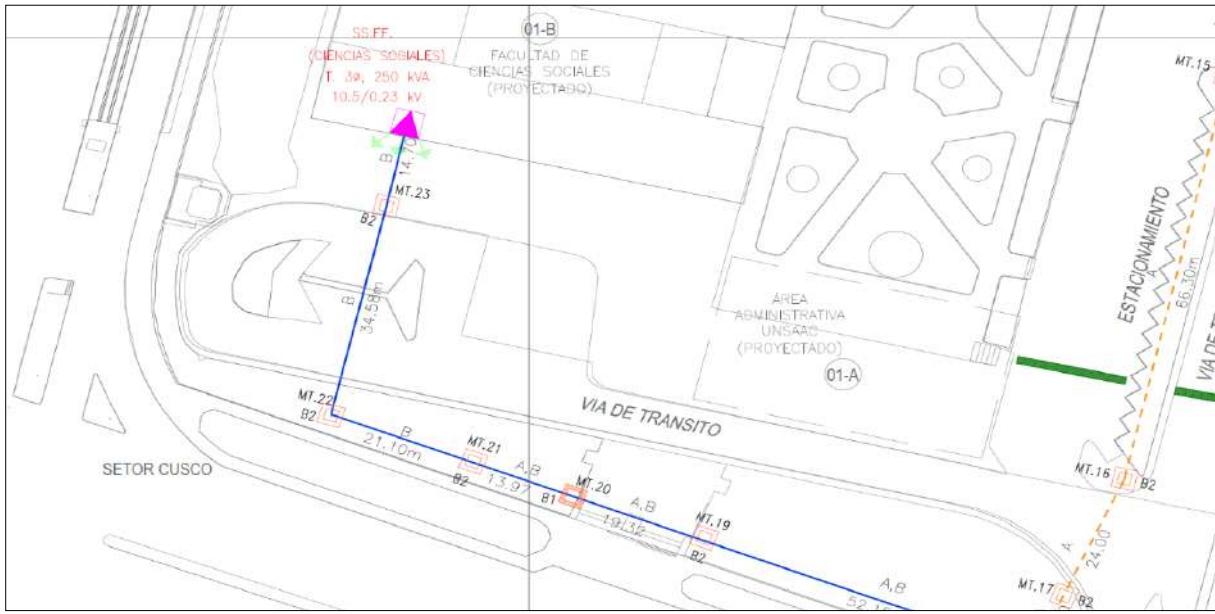 SS.FF.
(CIENCIAS SOCIALES)
T. 3ø, 250 kVA
10.5/0.23 kV
01-B
FACULTAD DE
CIENCIAS SOCIALES
(PROYECTADO)
MT.15
B
14.70
MT.23
B2
B
34.58m
ESTACIONAMIENTO
A
66.30m
VIA DE
AREA
ADMINISTRATIVA
UNSAAC
(PROYECTADO)
01-A
MT.22
B2
B
21.10m
VIA DE TRANSITO
MT.21
B2
A,B
13.97
MT.20
B1
A,B
19.32
MT.19
B2
A,B
MT.16
B2
SETOR CUSCO
A
24.00
MT.17
B2